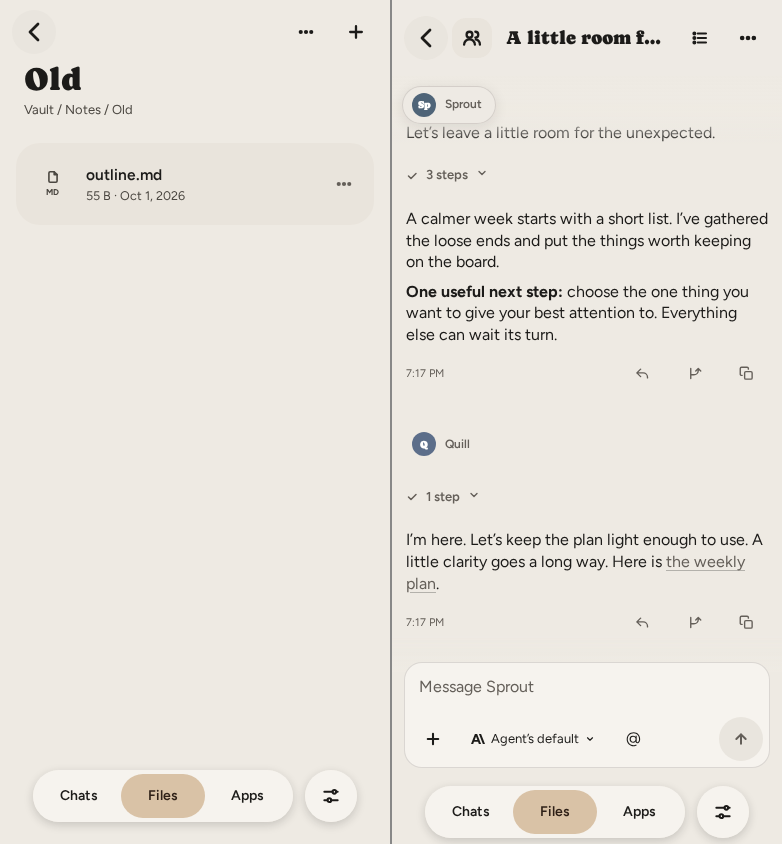 Old
Vault / Notes / Old
MD
outline.md
55 B · Oct 1, 2026
Chats
Files
Apps
A little room f...
Sp
Sprout
Let’s leave a little room for the unexpected.
3 steps
A calmer week starts with a short list. I’ve gathered
the loose ends and put the things worth keeping
on the board.
One useful next step: choose the one thing you
want to give your best attention to. Everything
else can wait its turn.
7:17 PM
Q
Quill
1 step
I’m here. Let’s keep the plan light enough to use. A
little clarity goes a long way. Here is the weekly
plan.
7:17 PM
Message Sprout
A\ Agent’s default
@
Chats
Files
Apps